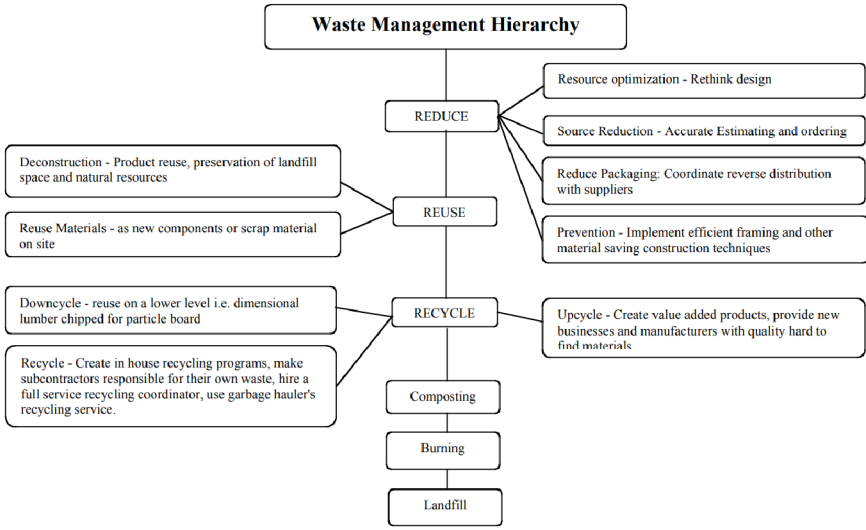 Waste Management Hierarchy
REDUCE
Resource optimization - Rethink design
Source Reduction - Accurate Estimating and ordering
Reduce Packaging: Coordinate reverse distribution
with suppliers
Prevention - Implement efficient framing and other
material saving construction techniques
Deconstruction - Product reuse, preservation of landfill
space and natural resources
Reuse Materials - as new components or scrap material
on site
REUSE
Downcycle - reuse on a lower level i.e. dimensional
lumber chipped for particle board
Recycle - Create in house recycling programs, make
subcontractors responsible for their own waste, hire a
full service recycling coordinator, use garbage hauler's
recycling service.
RECYCLE
Upcycle - Create value added products, provide new
businesses and manufacturers with quality hard to
find materials
Composting
Burning
Landfill